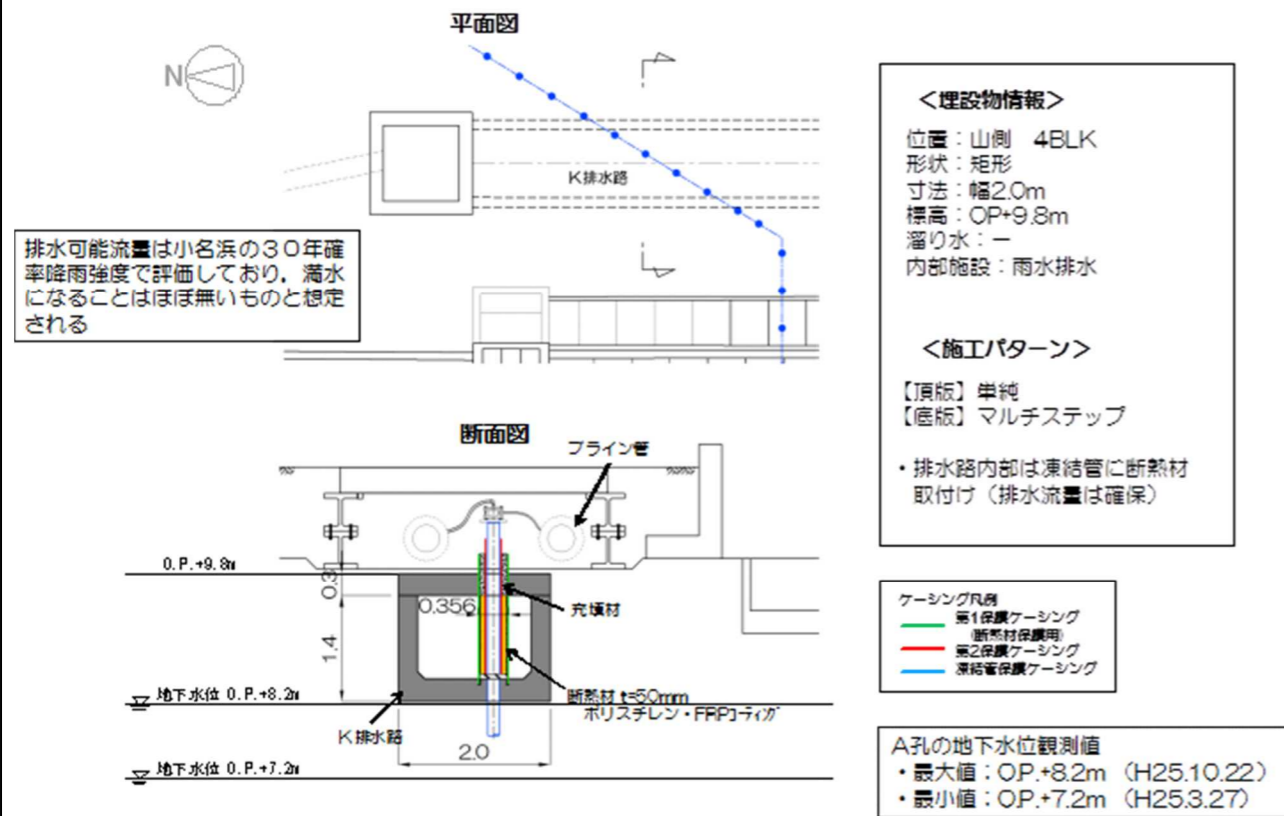 平面図
N
K排水路
排水可能流量は小名浜の30年確
率降雨強度で評価しており，満水
になることはほぼ無いものと想定
される
＜埋設物情報＞
位置：山側　4BLK
形状：矩形
寸法：幅2.0m
標高：OP+9.8m
溜り水：－
内部施設：雨水排水
＜施工パターン＞
【頂版】単純
【底版】マルチステップ
・排水路内部は凍結管に断熱材
取付け（排水流量は確保）
断面図
ブライン管
O.P.+9.8m
0.3
0.356
充填材
1.4
地下水位 O.P.+8.2m
断熱材 t=50mm
ポリスチレン・FRPコーティング
K排水路
2.0
地下水位 O.P.+7.2m
ケーシング凡例
第1保護ケーシング
(断熱材保護用)
第2保護ケーシング
凍結管保護ケーシング
A孔の地下水位観測値
・最大値：O.P.+8.2m（H25.10.22）
・最小値：O.P.+7.2m（H25.3.27）